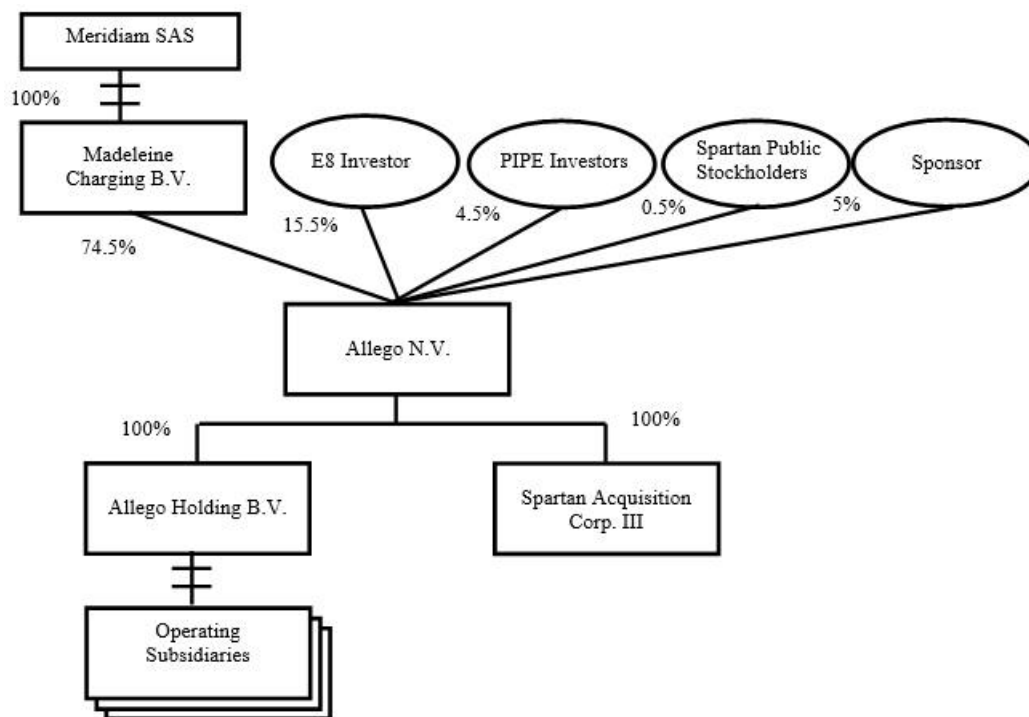 Meridiam SAS
100%
Madeleine
Charging B.V.
E8 Investor
PIPE Investors
Spartan Public
Stockholders
Sponsor
74.5%
15.5%
4.5%
0.5%
5%
Allego N.V.
100%
100%
Allego Holding B.V.
Spartan Acquisition
Corp. III
Operating
Subsidiaries